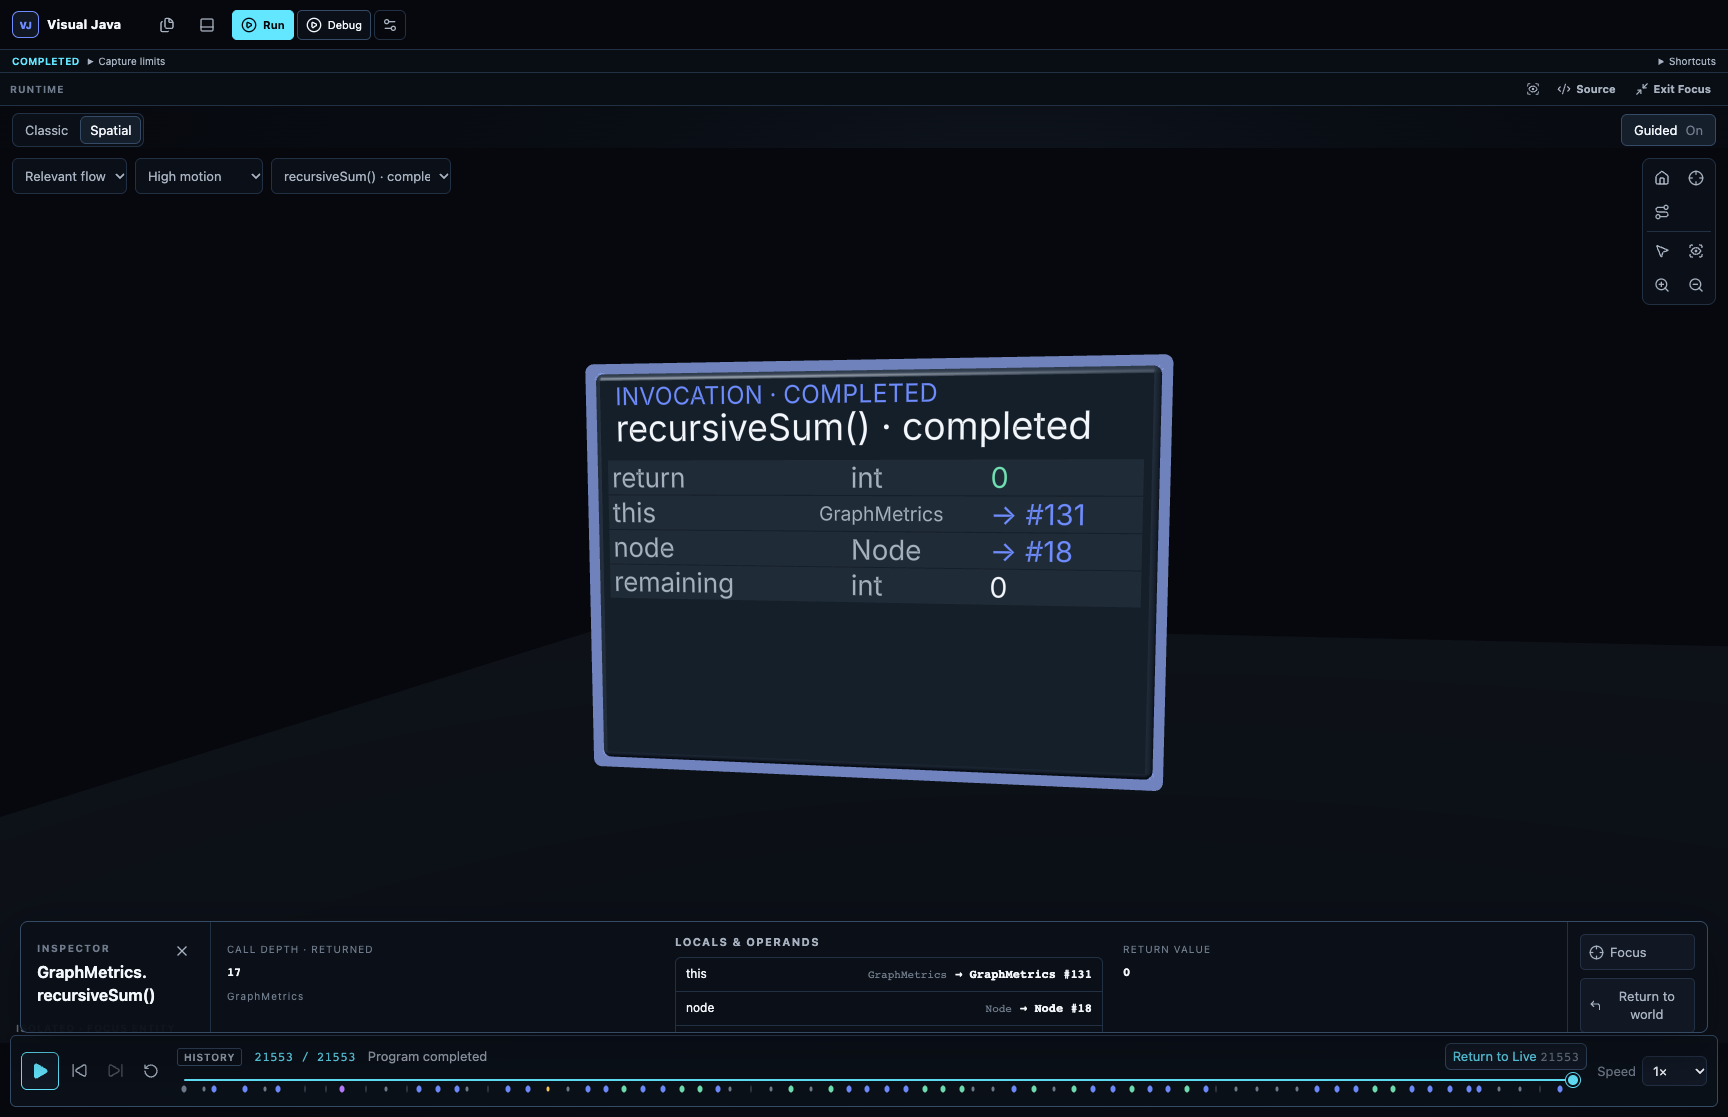 VJ Visual Java Run Debug
COMPLETED Capture limits Shortcuts
RUNTIME Source Exit Focus
Classic Spatial Guided On
Relevant flow High motion recursiveSum() · comple
INVOCATION · COMPLETED
recursiveSum() · completed
return int 0
this GraphMetrics → #131
node Node → #18
remaining int 0
INSPECTOR
GraphMetrics.
recursiveSum()
CALL DEPTH · RETURNED
17
GraphMetrics
LOCALS & OPERANDS
this GraphMetrics → GraphMetrics #131
node Node → Node #18
RETURN VALUE
0
Focus
Return to
world
HISTORY 21553 / 21553 Program completed
Return to Live 21553
Speed 1×